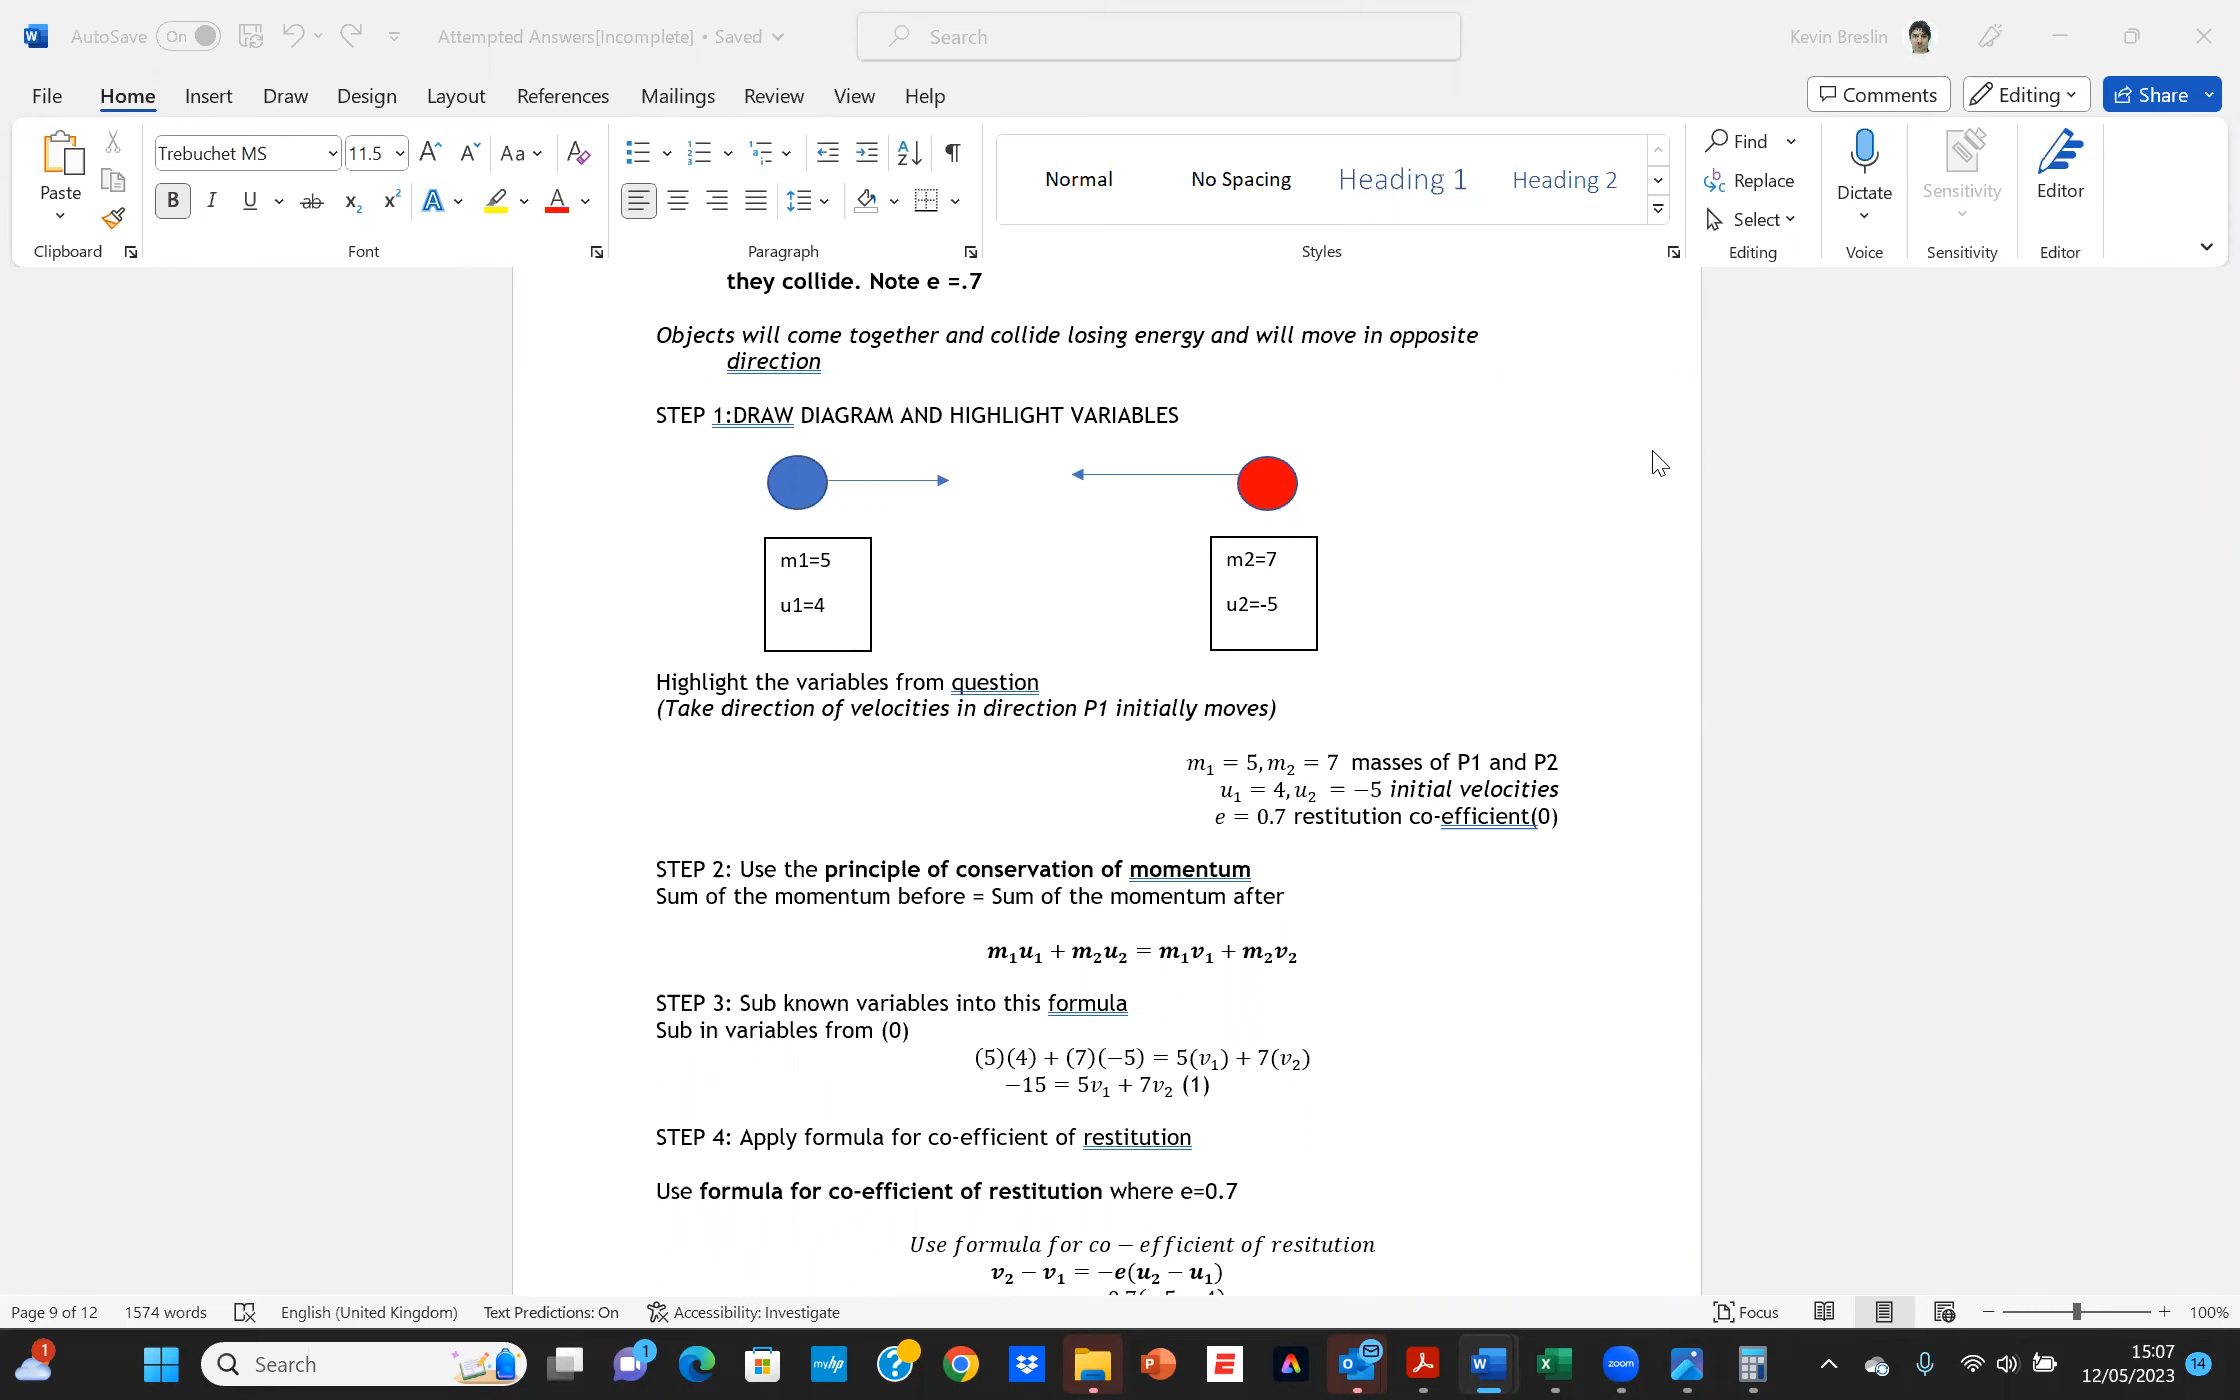 AutoSave On Attempted Answers[Incomplete] • Saved Search Kevin Breslin
File Home Insert Draw Design Layout References Mailings Review View Help Comments Editing Share
Paste Trebuchet MS 11.5 Normal No Spacing Heading 1 Heading 2 Find Replace Select Dictate Sensitivity Editor
Clipboard Font Paragraph Styles Editing Voice Sensitivity Editor
they collide. Note e =.7
Objects will come together and collide losing energy and will move in opposite
direction
STEP 1:DRAW DIAGRAM AND HIGHLIGHT VARIABLES
m1=5 m2=7
u1=4 u2=-5
Highlight the variables from question
(Take direction of velocities in direction P1 initially moves)
m₁ = 5, m₂ = 7 masses of P1 and P2
u₁ = 4, u₂ = −5 initial velocities
e = 0.7 restitution co-efficient(0)
STEP 2: Use the principle of conservation of momentum
Sum of the momentum before = Sum of the momentum after
m₁u₁ + m₂u₂ = m₁v₁ + m₂v₂
STEP 3: Sub known variables into this formula
Sub in variables from (0)
(5)(4) + (7)(−5) = 5(v₁) + 7(v₂)
−15 = 5v₁ + 7v₂ (1)
STEP 4: Apply formula for co-efficient of restitution
Use formula for co-efficient of restitution where e=0.7
Use formula for co − efficient of resitution
v₂ − v₁ = −e(u₂ − u₁)
Page 9 of 12 1574 words English (United Kingdom) Text Predictions: On Accessibility: Investigate Focus 100%
1 Search 1 myhp zoom 15:07 14
12/05/2023